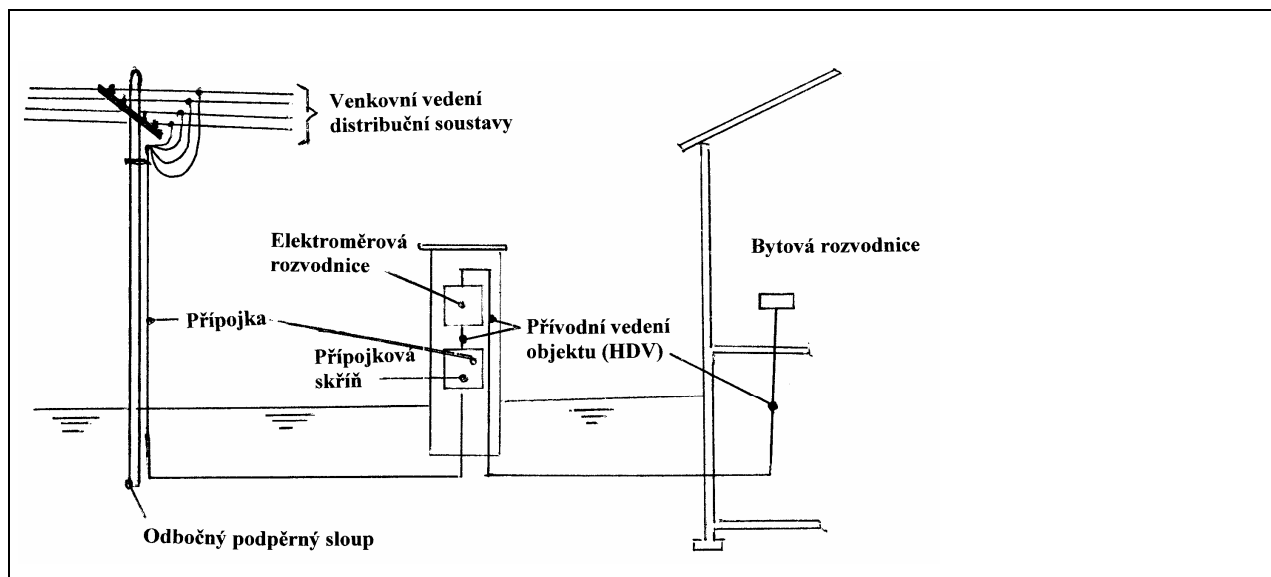 Venkovní vedení
distribuční soustavy
Elektroměrová
rozvodnice
Bytová rozvodnice
Přípojka
Přívodní vedení
objektu (HDV)
Přípojková
skříň
Odbočný podpěrný sloup